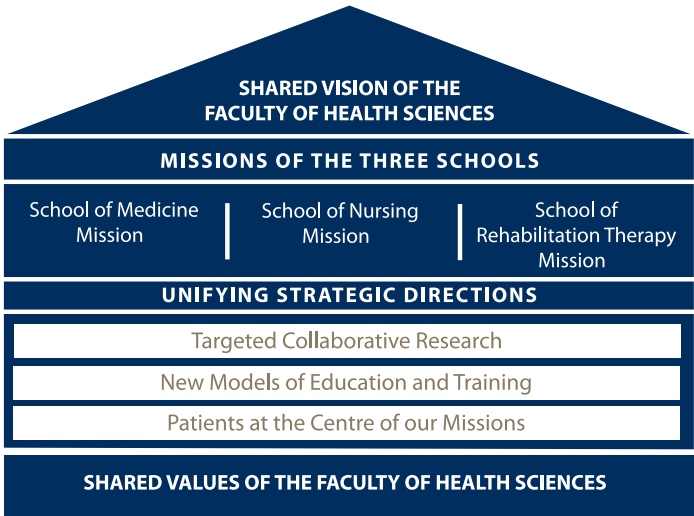 SHARED VISION OF THE
FACULTY OF HEALTH SCIENCES
MISSIONS OF THE THREE SCHOOLS
School of Medicine
Mission
School of Nursing
Mission
School of
Rehabilitation Therapy
Mission
UNIFYING STRATEGIC DIRECTIONS
Targeted Collaborative Research
New Models of Education and Training
Patients at the Centre of our Missions
SHARED VALUES OF THE FACULTY OF HEALTH SCIENCES